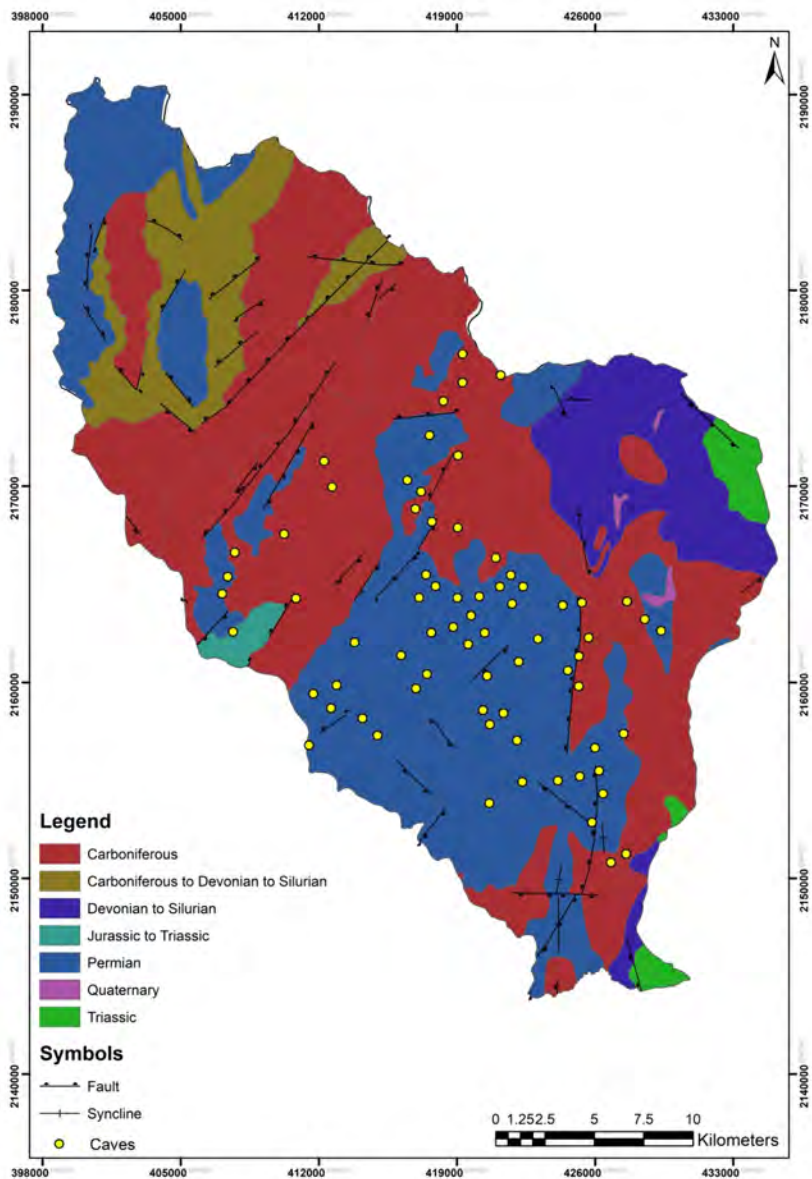 398000 405000 412000 419000 426000 433000
N
2190000 2190000
2180000 2180000
2170000 2170000
2160000 2160000
2150000 2150000
2140000 2140000
Legend
Carboniferous
Carboniferous to Devonian to Silurian
Devonian to Silurian
Jurassic to Triassic
Permian
Quaternary
Triassic
Symbols
Fault
Syncline
Caves
0 1.25 2.5 5 7.5 10
Kilometers
398000 405000 412000 419000 426000 433000